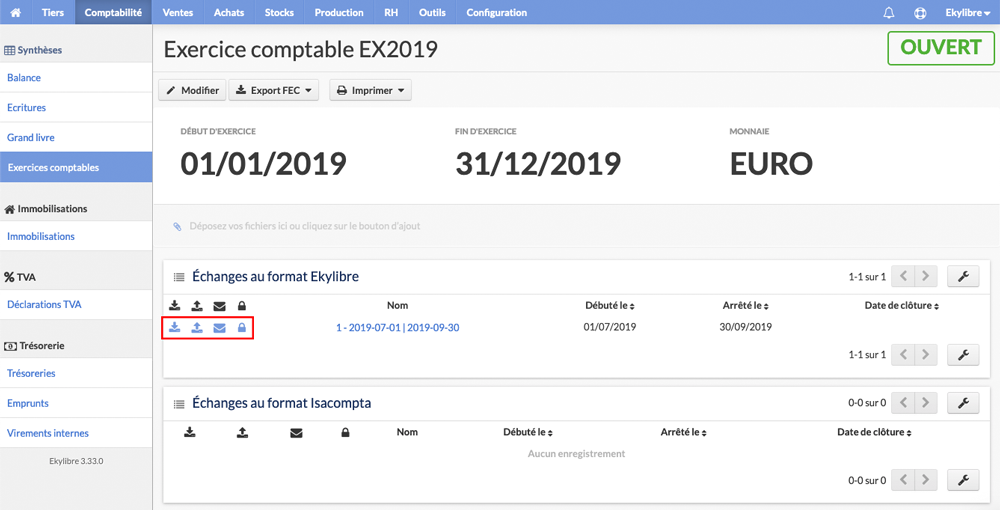 Tiers Comptabilité Ventes Achats Stocks Production RH Outils Configuration Ekylibre
Synthèses
Balance
Ecritures
Grand livre
Exercices comptables
Immobilisations
Immobilisations
TVA
Déclarations TVA
Trésorerie
Trésoreries
Emprunts
Virements internes
Ekylibre 3.33.0
Exercice comptable EX2019
OUVERT
Modifier Export FEC Imprimer
DÉBUT D'EXERCICE FIN D'EXERCICE MONNAIE
01/01/2019 31/12/2019 EURO
Déposez vos fichiers ici ou cliquez sur le bouton d'ajout
Échanges au format Ekylibre 1-1 sur 1
Nom Débuté le Arrêté le Date de clôture
1 - 2019-07-01 | 2019-09-30 01/07/2019 30/09/2019
1-1 sur 1
Échanges au format Isacompta 0-0 sur 0
Nom Débuté le Arrêté le Date de clôture
Aucun enregistrement
0-0 sur 0